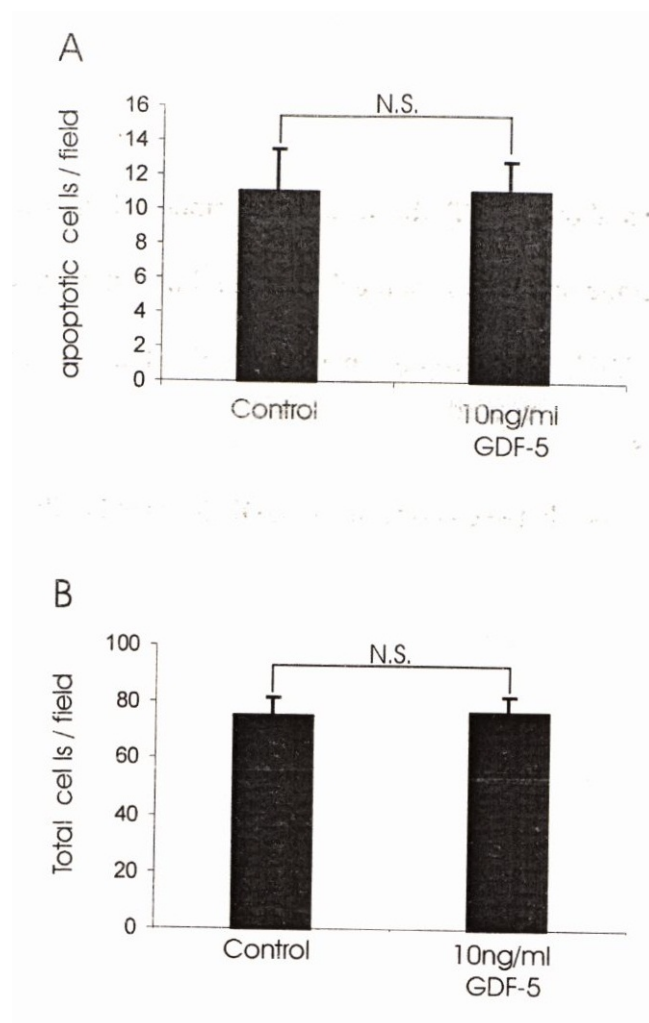 A
apoptotic cells / field
16
14
12
10
8
6
4
2
0
N.S.
Control
10ng/ml
GDF-5
B
Total cells / field
100
80
60
40
20
0
N.S.
Control
10ng/ml
GDF-5